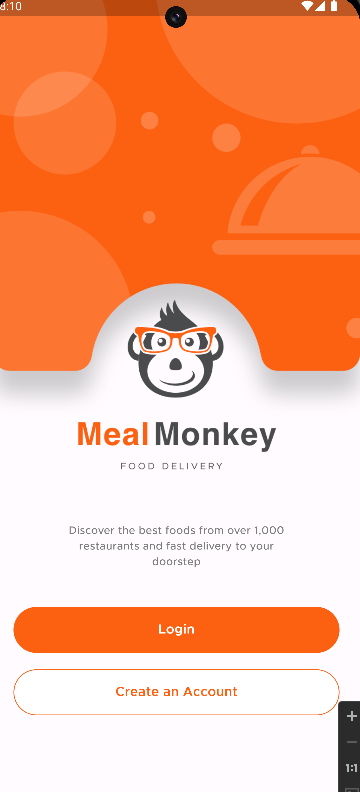 8:10
Meal Monkey
FOOD DELIVERY
Discover the best foods from over 1,000
restaurants and fast delivery to your
doorstep
Login
Create an Account
1:1